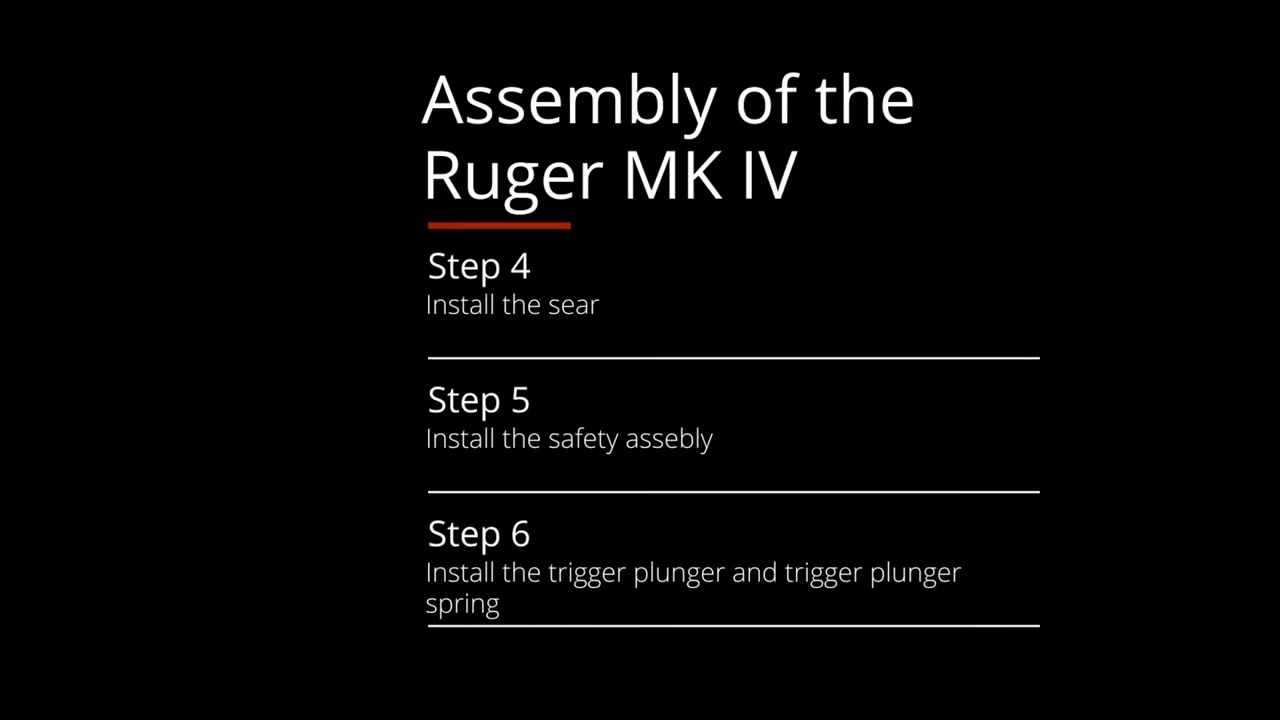 Assembly of the
Ruger MK IV
Step 4
Install the sear
Step 5
Install the safety assebly
Step 6
Install the trigger plunger and trigger plunger
spring